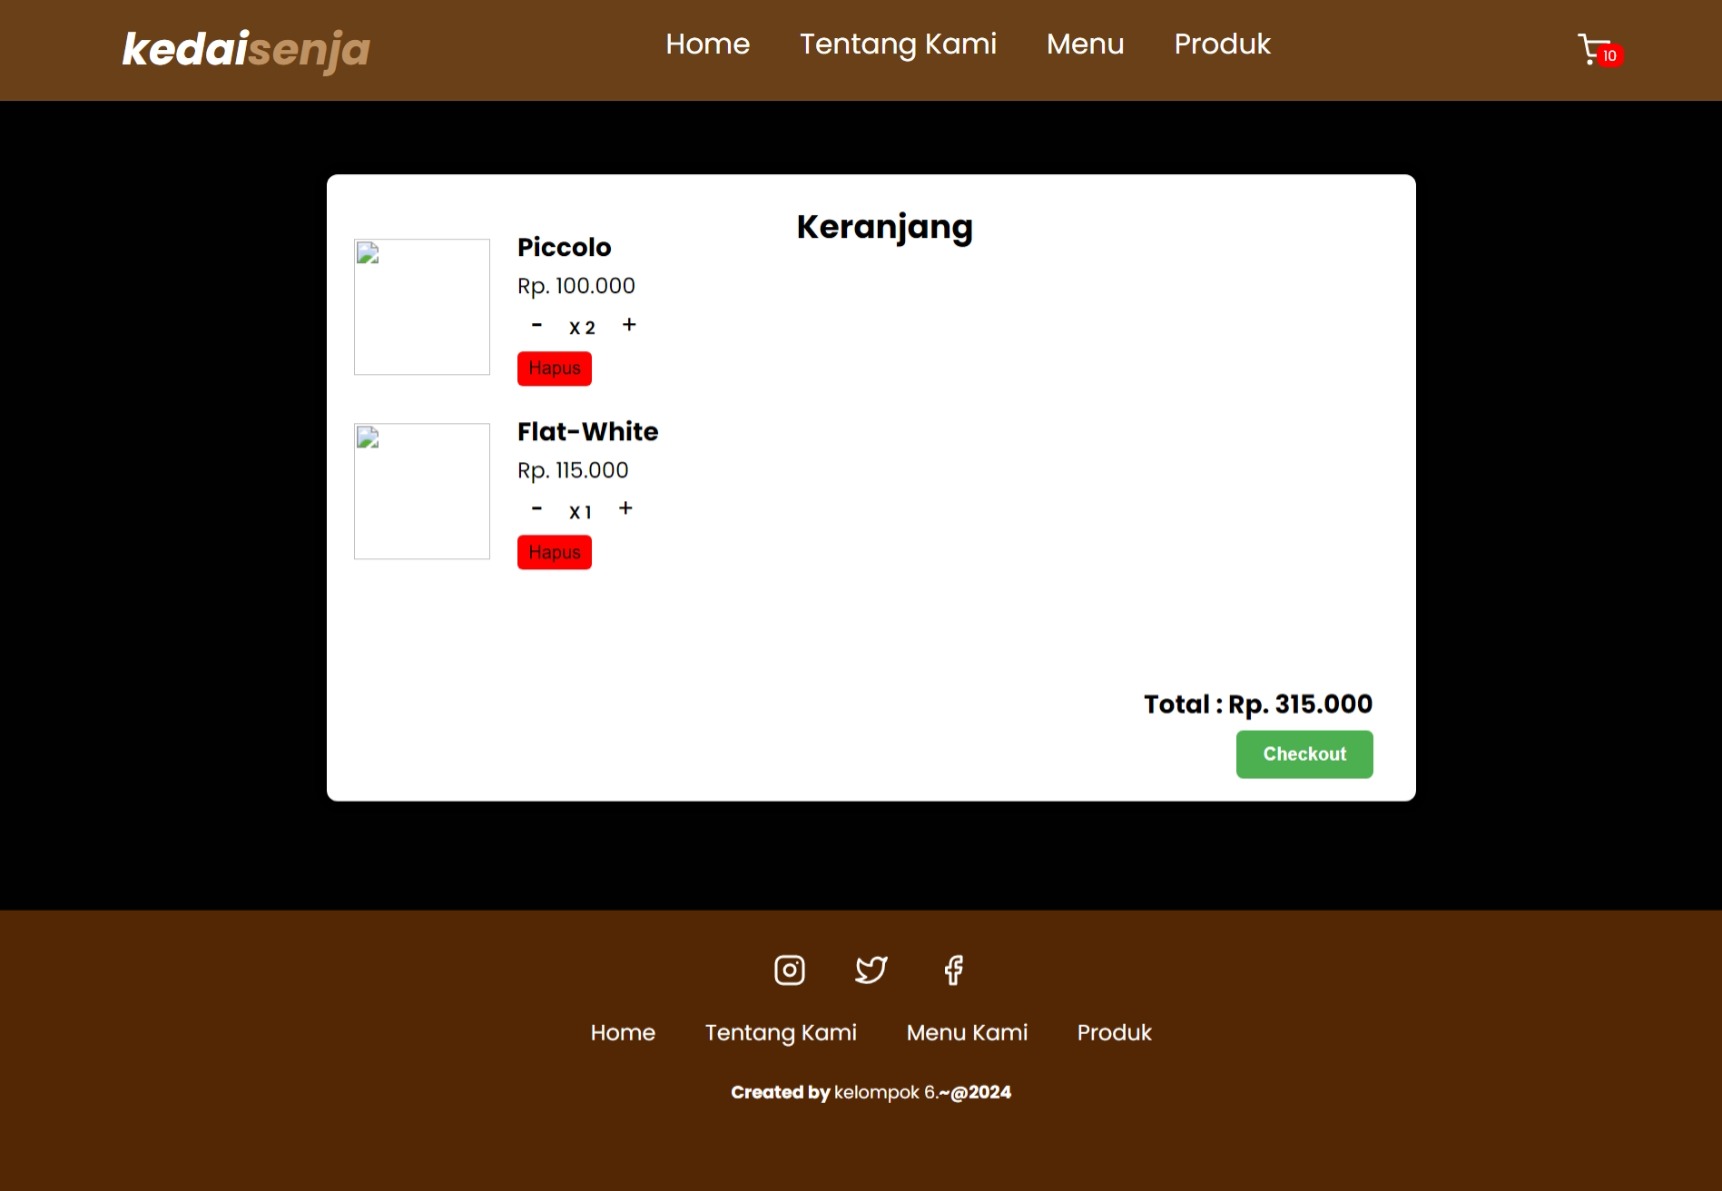 kedaisenja
Home Tentang Kami Menu Produk
10
Keranjang
Piccolo
Rp. 100.000
- X 2 +
Hapus
Flat-White
Rp. 115.000
- X 1 +
Hapus
Total : Rp. 315.000
Checkout
Home Tentang Kami Menu Kami Produk
Created by kelompok 6.~@2024